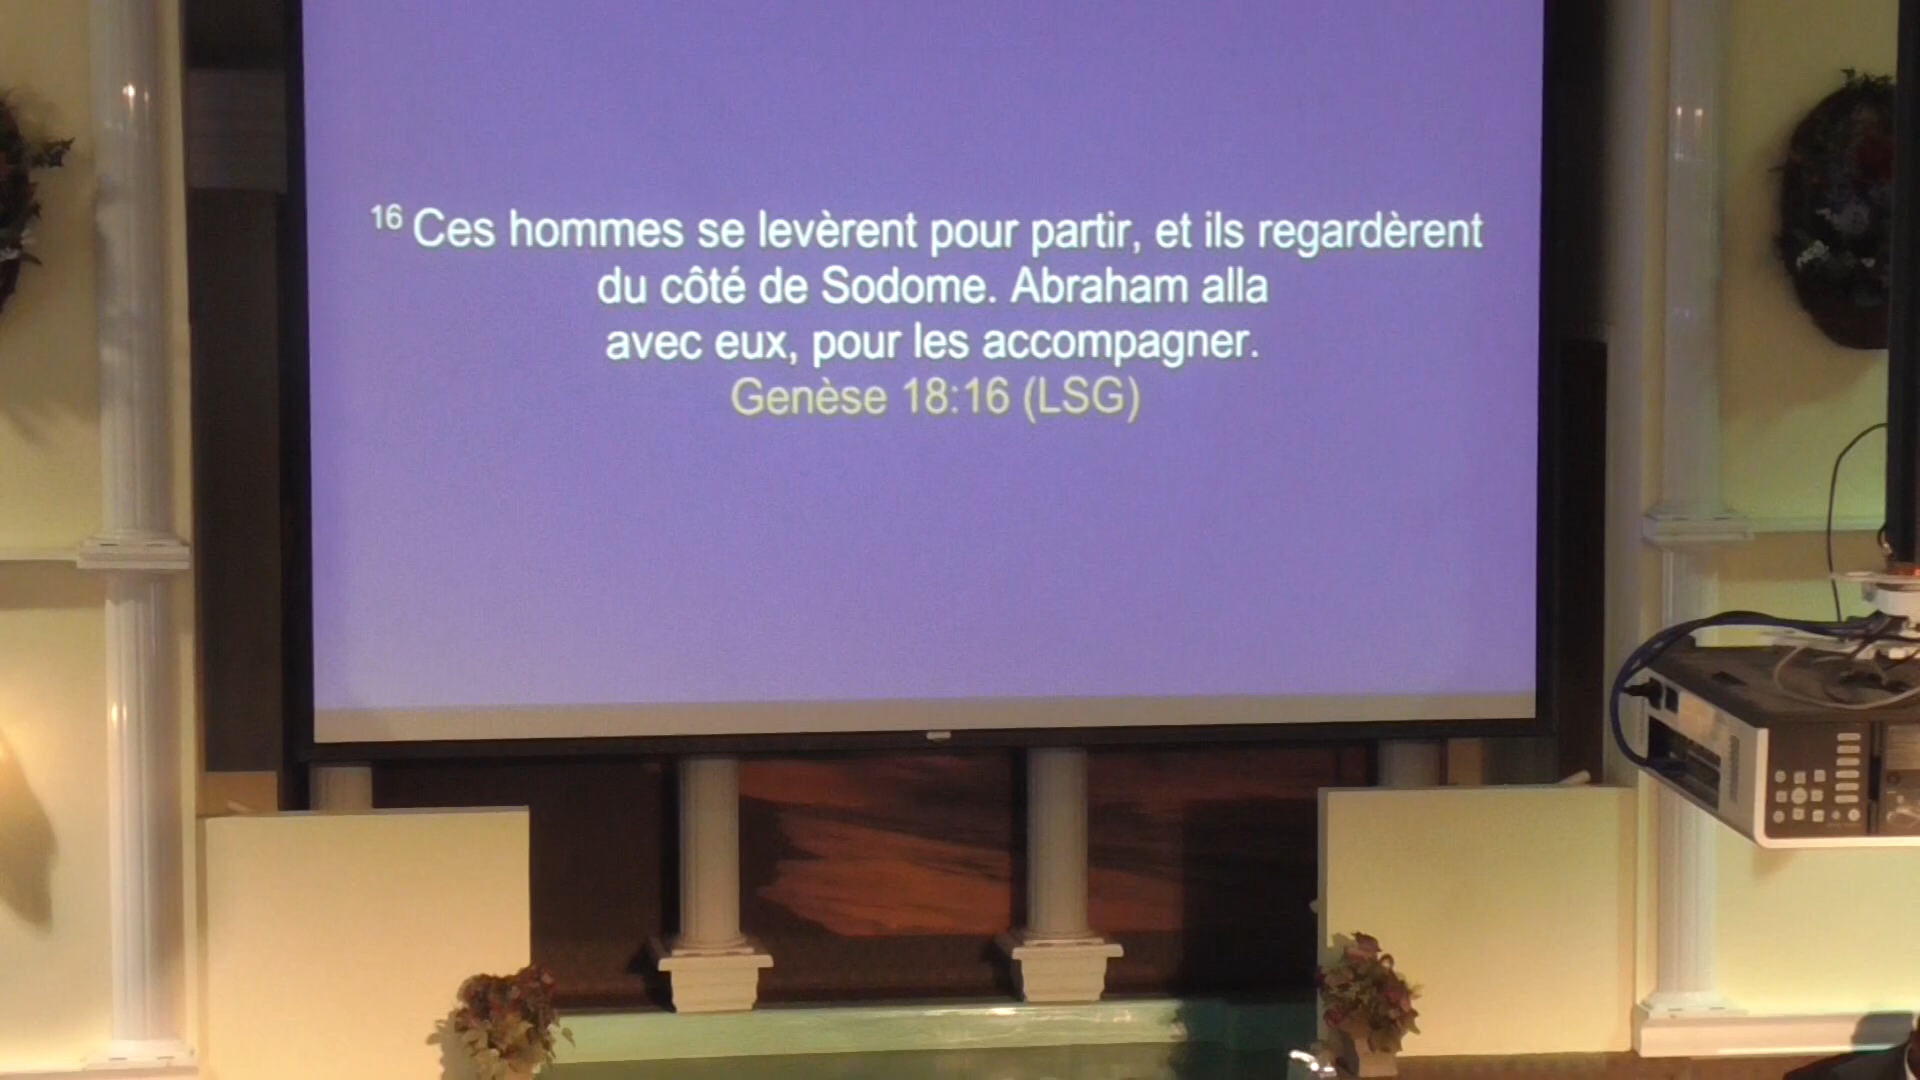 16 Ces hommes se levèrent pour partir, et ils regardèrent
du côté de Sodome. Abraham alla
avec eux, pour les accompagner.
Genèse 18:16 (LSG)